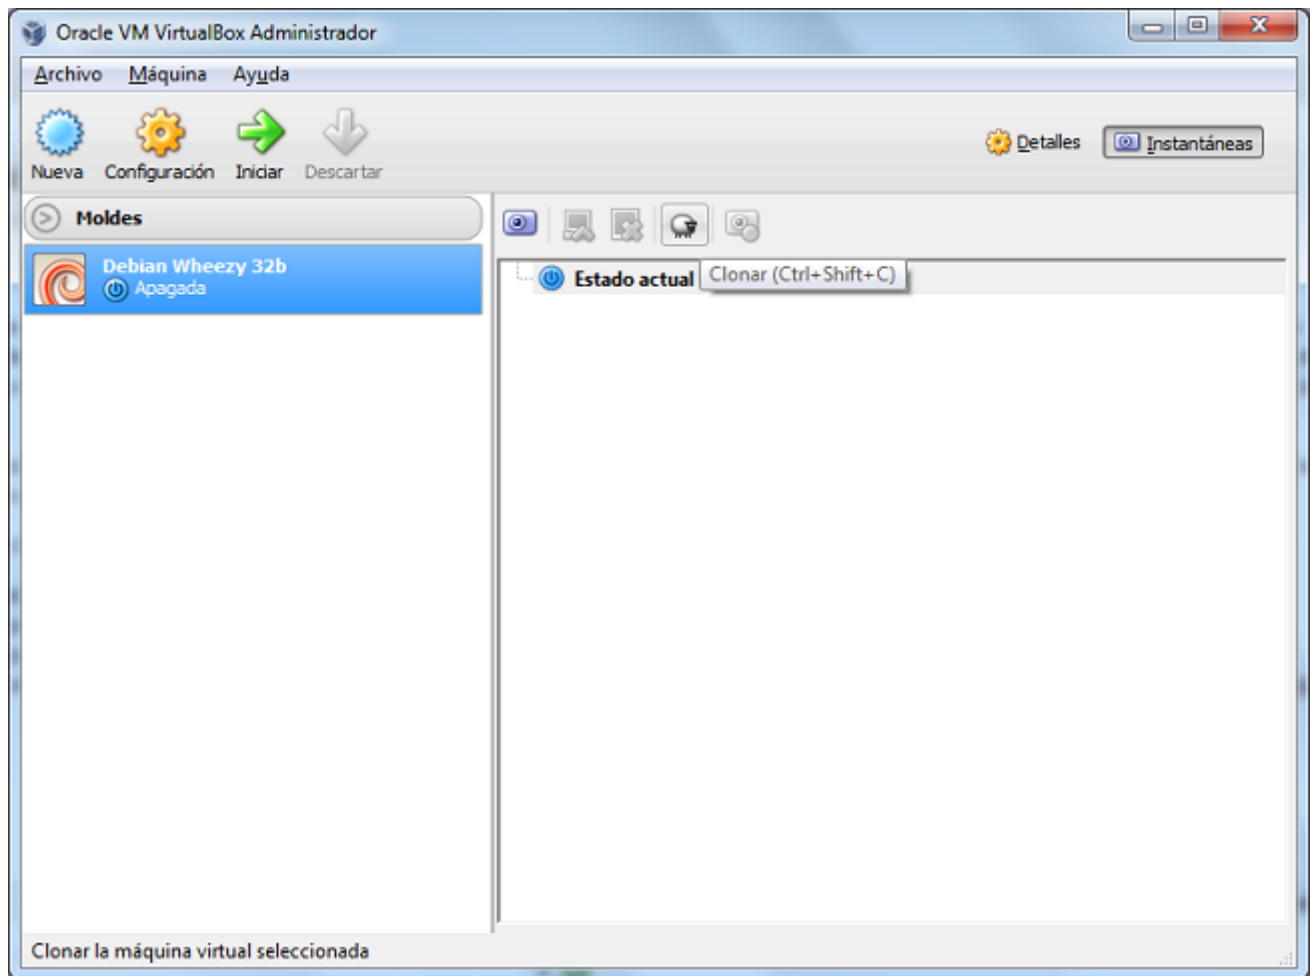 Oracle VM VirtualBox Administrador
Archivo Máquina Ayuda
Nueva Configuración Iniciar Descartar
Detalles Instantáneas
Moldes
Debian Wheezy 32b
Apagada
Estado actual Clonar (Ctrl+Shift+C)
Clonar la máquina virtual seleccionada